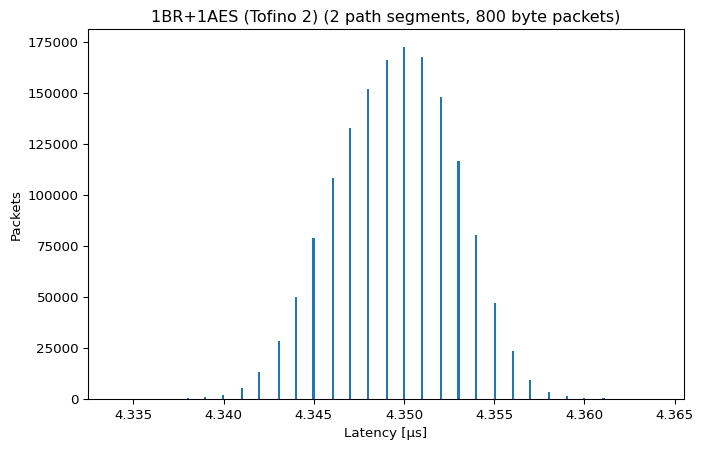 1BR+1AES (Tofino 2) (2 path segments, 800 byte packets)
175000
150000
125000
100000
75000
50000
25000
0
Packets
4.335 4.340 4.345 4.350 4.355 4.360 4.365
Latency [µs]